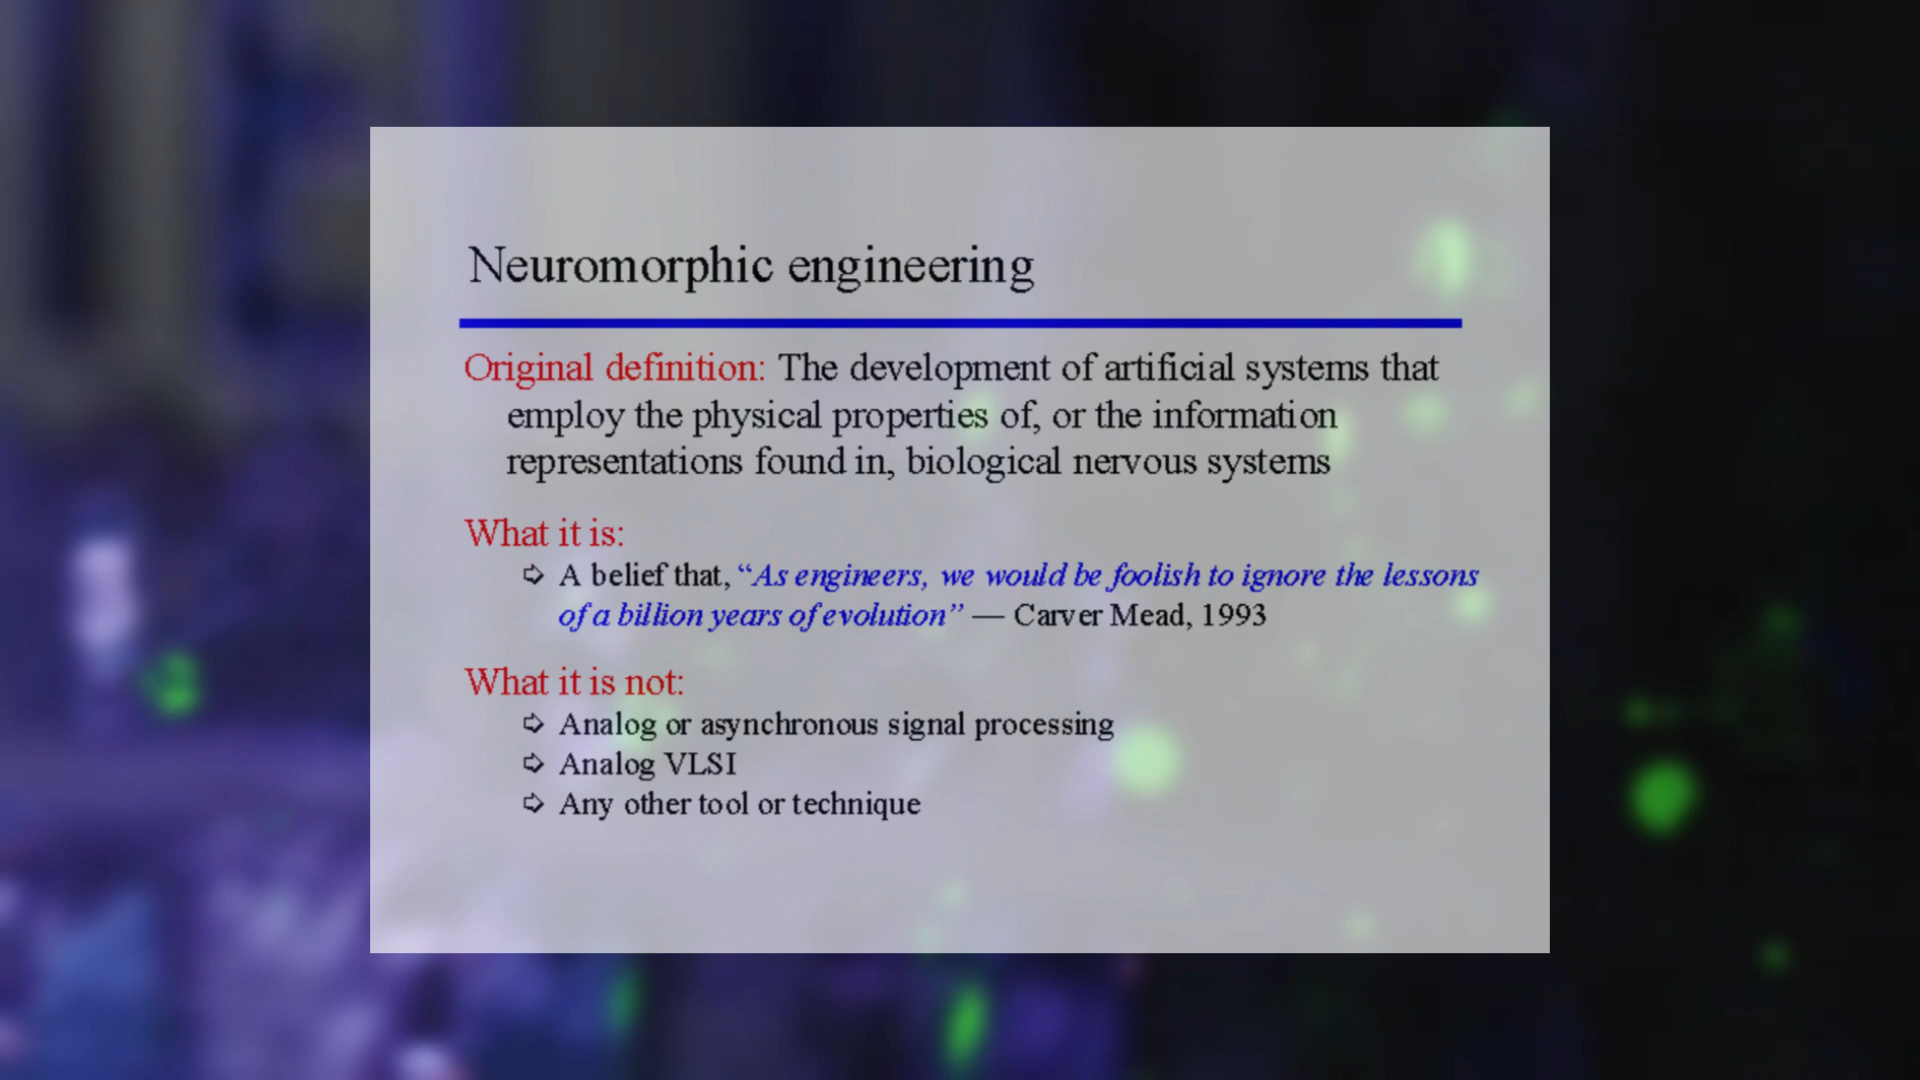 Neuromorphic engineering
Original definition: The development of artificial systems that
employ the physical properties of, or the information
representations found in, biological nervous systems
What it is:
➪ A belief that, “As engineers, we would be foolish to ignore the lessons
of a billion years of evolution” — Carver Mead, 1993
What it is not:
➪ Analog or asynchronous signal processing
➪ Analog VLSI
➪ Any other tool or technique